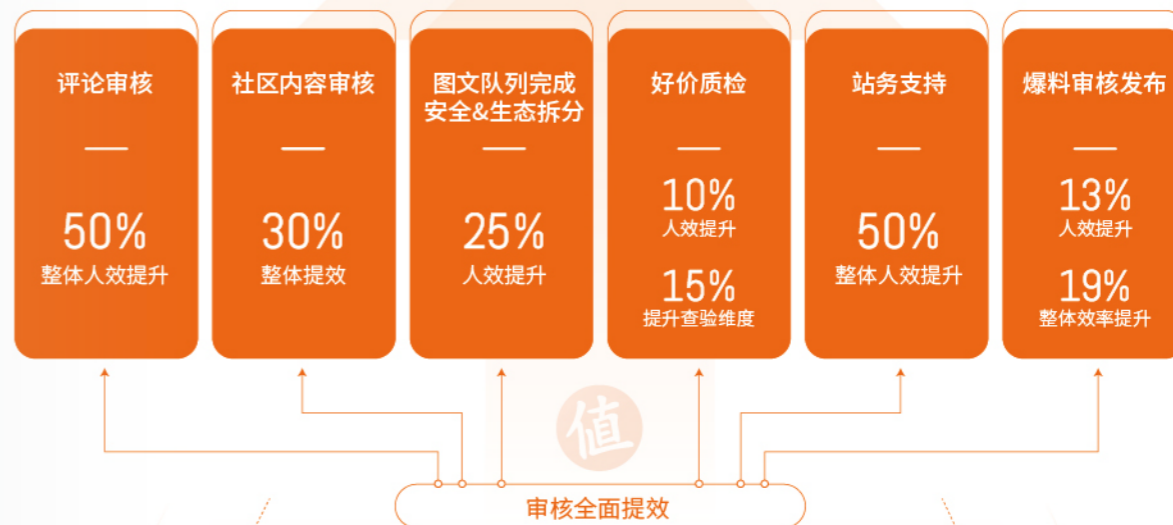 评论审核
50%
整体人效提升
社区内容审核
30%
整体提效
图文队列完成
安全&生态拆分
25%
人效提升
好价质检
10%
人效提升
15%
提升查验维度
站务支持
50%
整体人效提升
爆料审核发布
13%
人效提升
19%
整体效率提升
值
审核全面提效